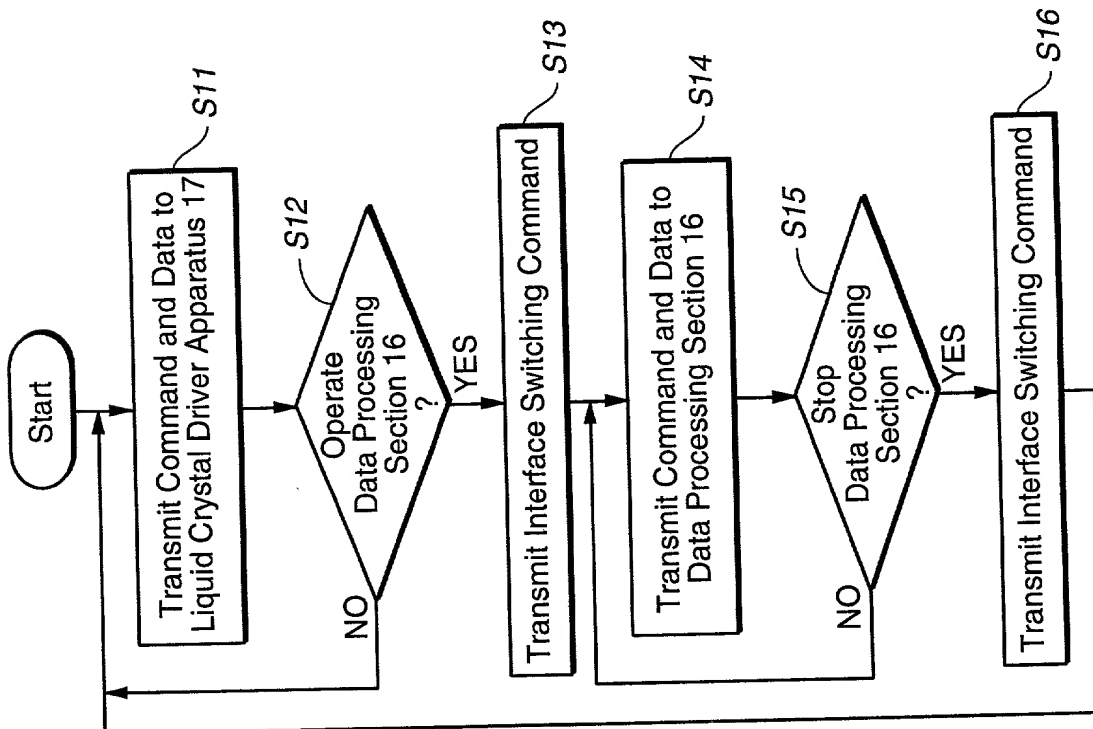 Start
Transmit Command and Data to
Liquid Crystal Driver Apparatus 17
S11
Operate
Data Processing
Section 16
?
S12
NO
YES
Transmit Interface Switching Command
S13
Transmit Command and Data to
Data Processing Section 16
S14
Stop
Data Processing
Section 16
?
S15
NO
YES
Transmit Interface Switching Command
S16